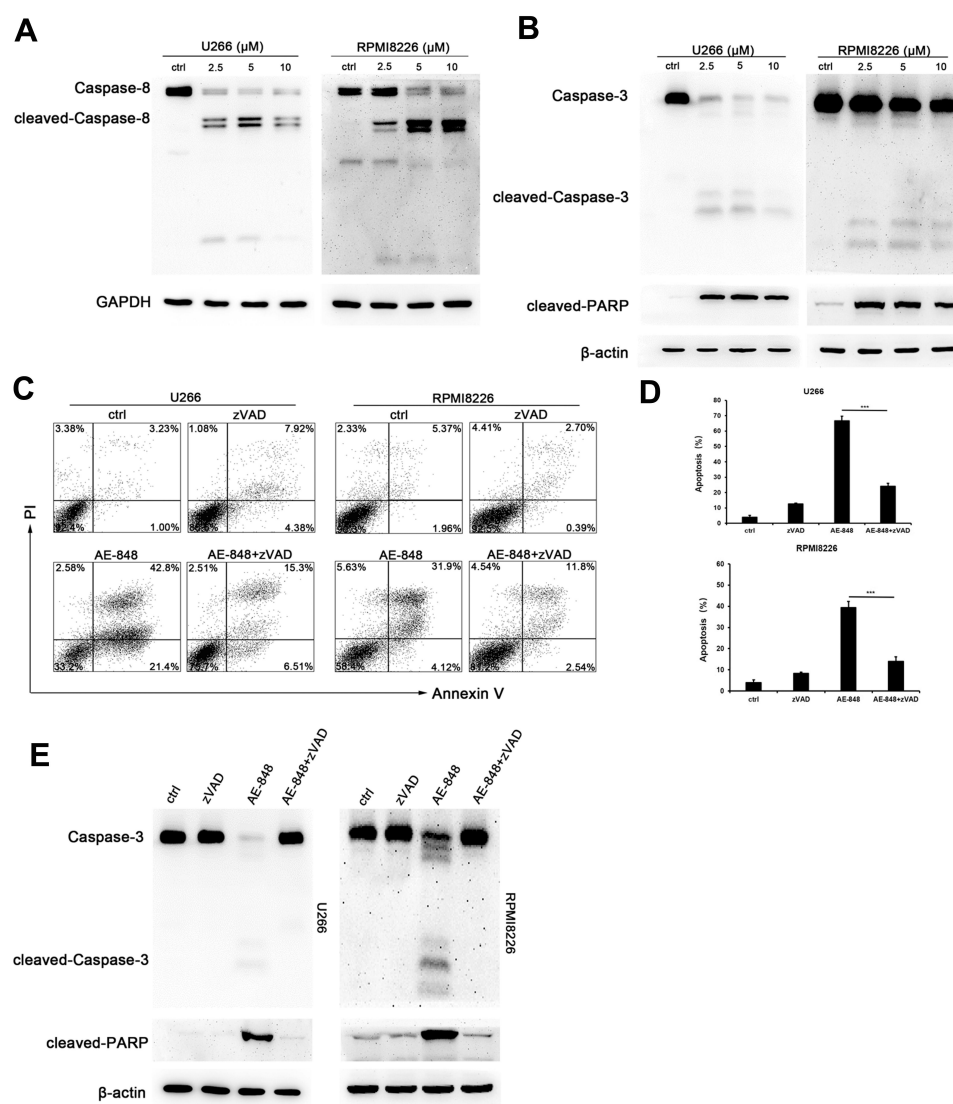 A
U266 (μM)
RPMI8226 (μM)
ctrl 2.5 5 10
ctrl 2.5 5 10
Caspase-8
cleaved-Caspase-8
GAPDH
B
U266 (μM)
RPMI8226 (μM)
ctrl 2.5 5 10
ctrl 2.5 5 10
Caspase-3
cleaved-Caspase-3
cleaved-PARP
β-actin
C
U266
RPMI8226
ctrl
zVAD
ctrl
zVAD
3.38% 3.23%
1.08% 7.92%
2.33% 5.37%
4.41% 2.70%
1.00%
4.38%
1.96%
0.39%
AE-848
AE-848+zVAD
AE-848
AE-848+zVAD
2.58% 42.8%
2.51% 15.3%
5.63% 31.9%
4.54% 11.8%
33.2% 21.4%
6.51%
58.4% 4.12%
81.2% 2.54%
PI
Annexin V
D
U266
Apoptosis (%)
80
70
60
50
40
30
20
10
0
***
ctrl zVAD AE-848 AE-848+zVAD
RPMI8226
Apoptosis (%)
50
40
30
20
10
0
***
ctrl zVAD AE-848 AE-848+zVAD
E
ctrl zVAD AE-848 AE-848+zVAD
ctrl zVAD AE-848 AE-848+zVAD
Caspase-3
cleaved-Caspase-3
U266
RPMI8226
cleaved-PARP
β-actin